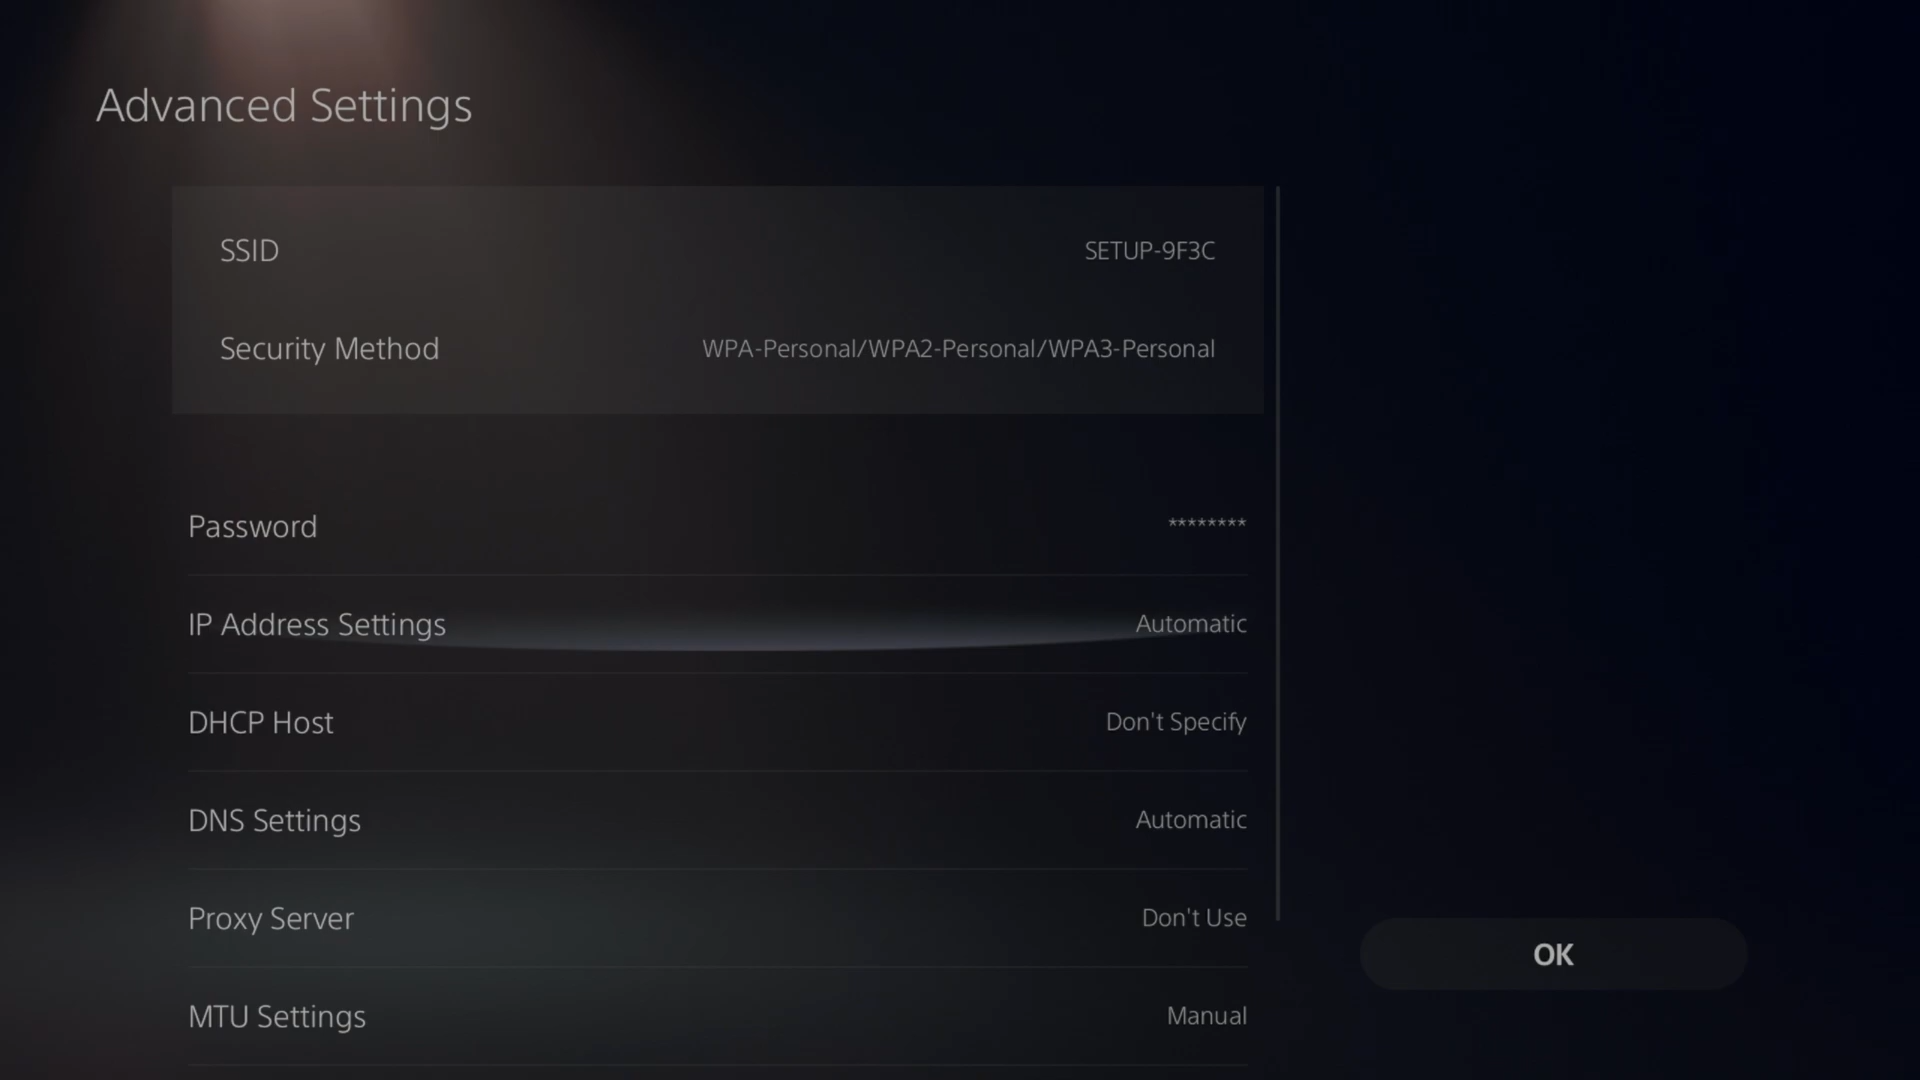 Advanced Settings
SSID SETUP-9F3C
Security Method WPA-Personal/WPA2-Personal/WPA3-Personal
Password ********
IP Address Settings Automatic
DHCP Host Don't Specify
DNS Settings Automatic
Proxy Server Don't Use
OK
MTU Settings Manual